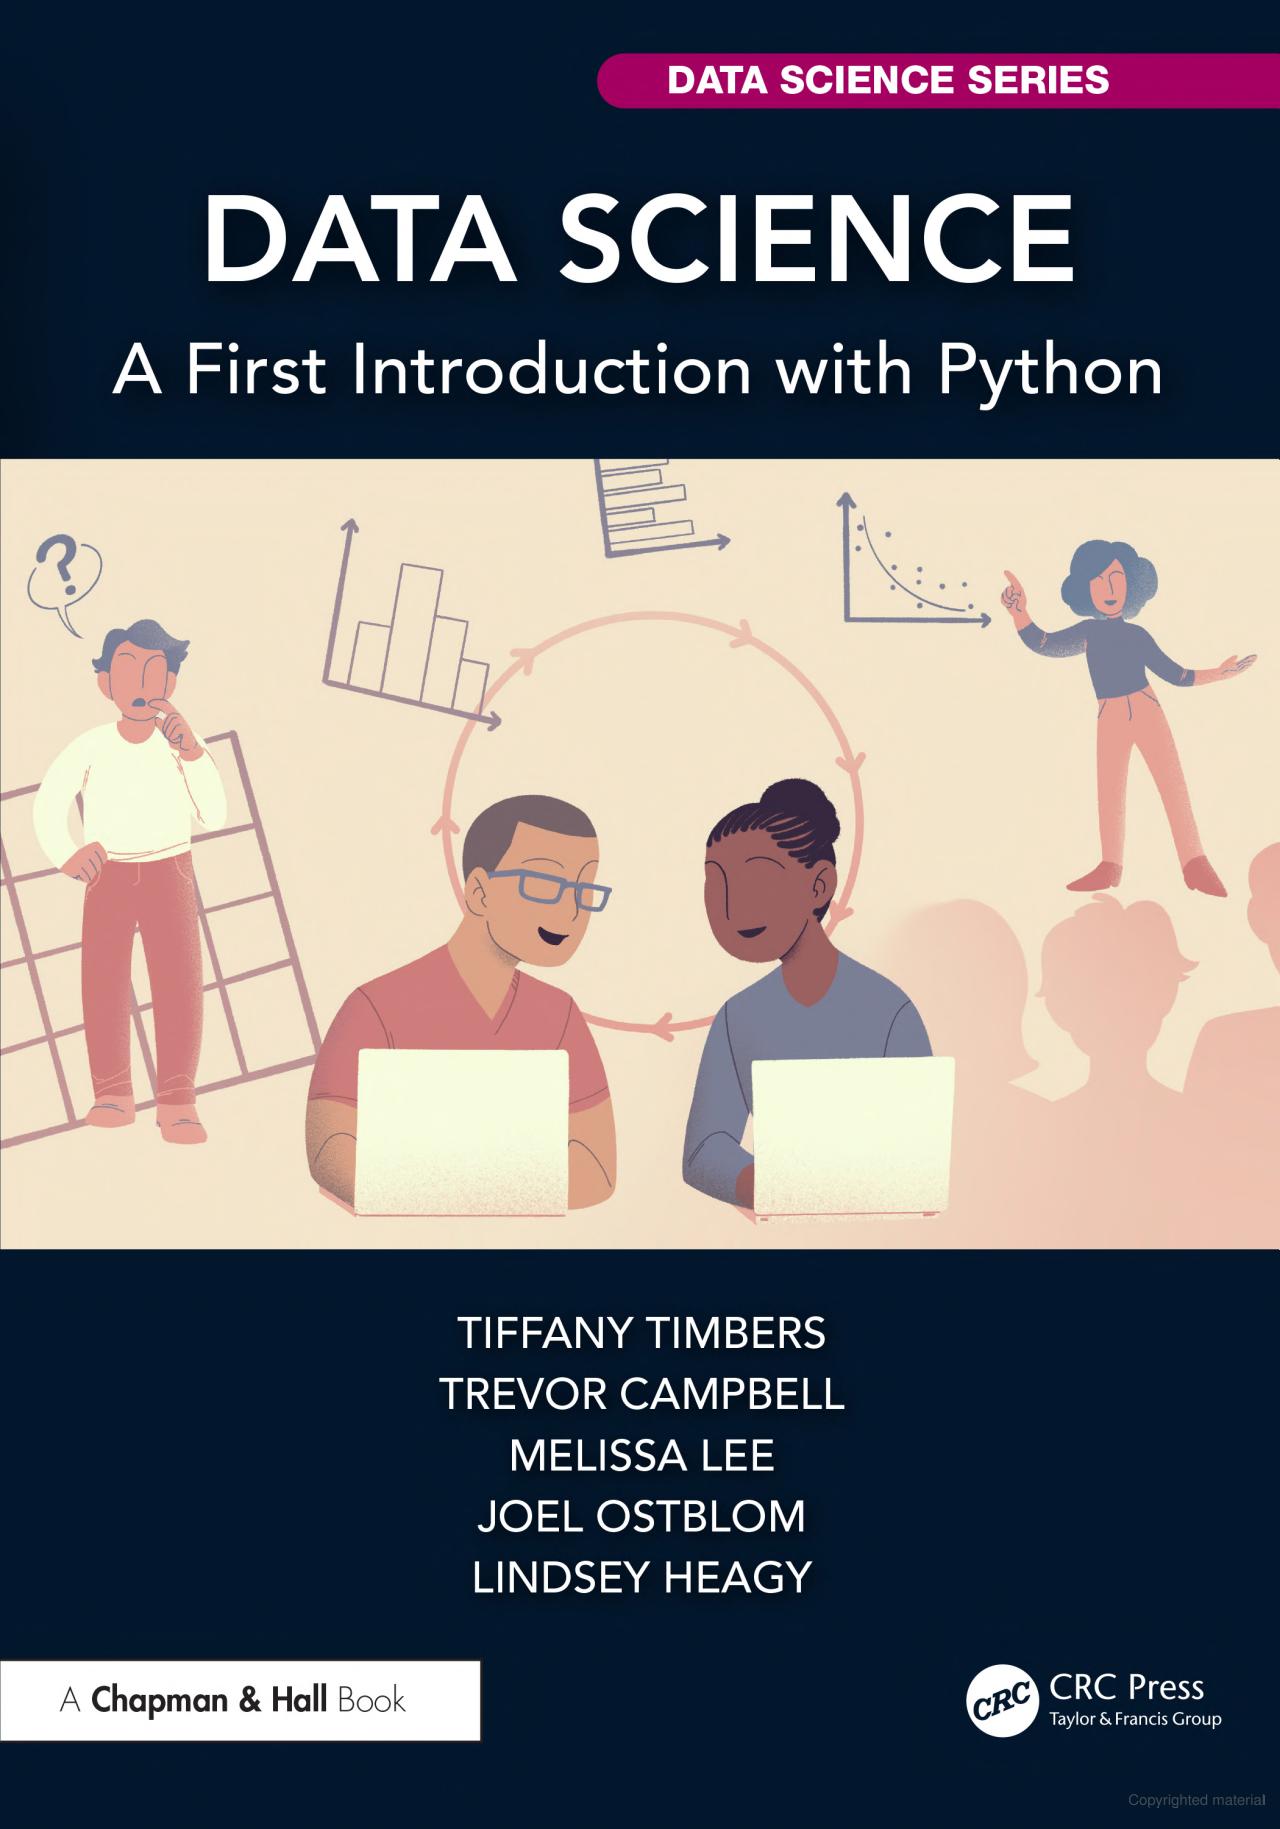 DATA SCIENCE SERIES
DATA SCIENCE
A First Introduction with Python
?
TIFFANY TIMBERS
TREVOR CAMPBELL
MELISSA LEE
JOEL OSTBLOM
LINDSEY HEAGY
A Chapman & Hall Book
CRC
CRC Press
Taylor & Francis Group
Copyrighted material